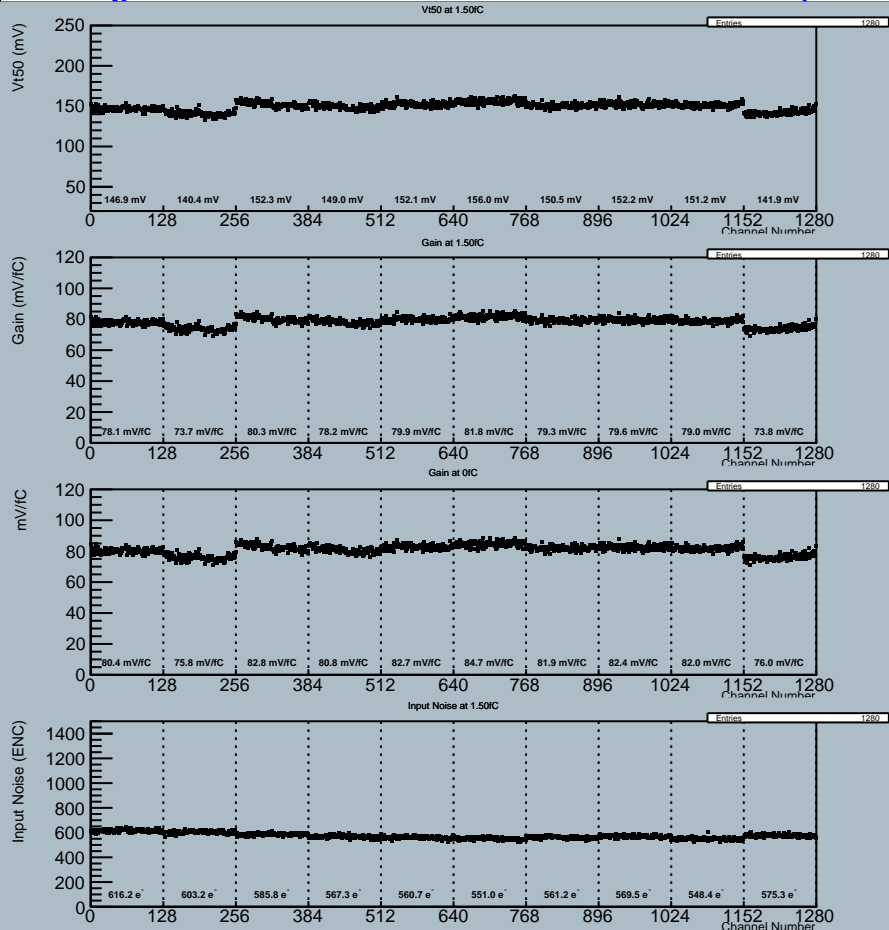 Vt50 at 1.50fC
Entries 1280
Vt50 (mV)
250
200
150
100
50
146.9 mV 140.4 mV 152.3 mV 149.0 mV 152.1 mV 156.0 mV 150.5 mV 152.2 mV 151.2 mV 141.9 mV
0 128 256 384 512 640 768 896 1024 1152 1280
Channel Number
Gain at 1.50fC
Entries 1280
Gain (mV/fC)
120
100
80
60
40
20
0
78.1 mV/fC 73.7 mV/fC 80.3 mV/fC 78.2 mV/fC 79.9 mV/fC 81.8 mV/fC 79.3 mV/fC 79.6 mV/fC 79.0 mV/fC 73.8 mV/fC
0 128 256 384 512 640 768 896 1024 1152 1280
Channel Number
Gain at 0fC
Entries 1280
mV/fC
120
100
80
60
40
20
0
80.4 mV/fC 75.8 mV/fC 82.8 mV/fC 80.8 mV/fC 82.7 mV/fC 84.7 mV/fC 81.9 mV/fC 82.4 mV/fC 82.0 mV/fC 76.0 mV/fC
0 128 256 384 512 640 768 896 1024 1152 1280
Channel Number
Input Noise at 1.50fC
Entries 1280
Input Noise (ENC)
1400
1200
1000
800
600
400
200
0
616.2 e⁻ 603.2 e⁻ 585.8 e⁻ 567.3 e⁻ 560.7 e⁻ 551.0 e⁻ 561.2 e⁻ 569.5 e⁻ 548.4 e⁻ 575.3 e⁻
0 128 256 384 512 640 768 896 1024 1152 1280
Channel Number